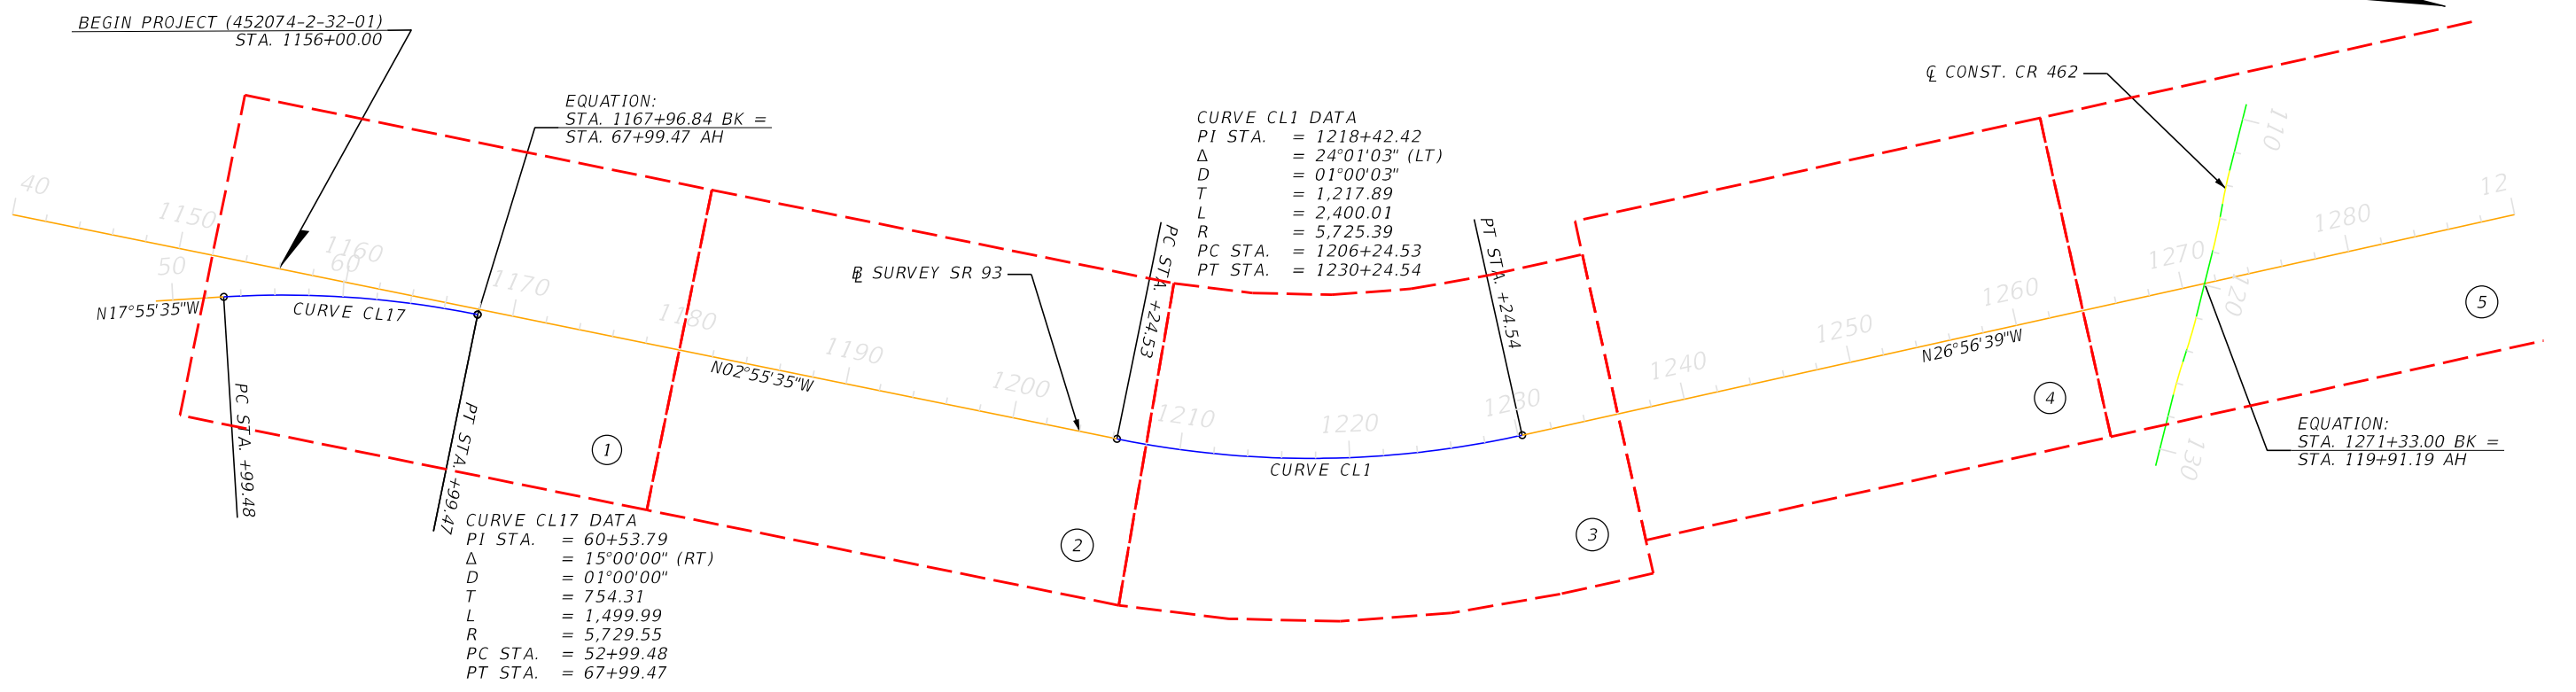 BEGIN PROJECT (452074-2-32-01)
STA. 1156+00.00
EQUATION:
STA. 1167+96.84 BK =
STA. 67+99.47 AH
CURVE CL1 DATA
PI STA. = 1218+42.42
Δ = 24°01'03" (LT)
D = 01°00'03"
T = 1,217.89
L = 2,400.01
R = 5,725.39
PC STA. = 1206+24.53
PT STA. = 1230+24.54
℄ CONST. CR 462
℄ SURVEY SR 93
40
1150
1160
1170
1180
1190
1200
1210
1220
1230
1240
1250
1260
1270
1280
12
50
60
110
120
130
N17°55'35"W
CURVE CL17
N02°55'35"W
CURVE CL1
N26°56'39"W
PC STA. +99.48
PT STA. +99.47
PC STA. +24.53
PT STA. +24.54
1
2
3
4
5
EQUATION:
STA. 1271+33.00 BK =
STA. 119+91.19 AH
CURVE CL17 DATA
PI STA. = 60+53.79
Δ = 15°00'00" (RT)
D = 01°00'00"
T = 754.31
L = 1,499.99
R = 5,729.55
PC STA. = 52+99.48
PT STA. = 67+99.47